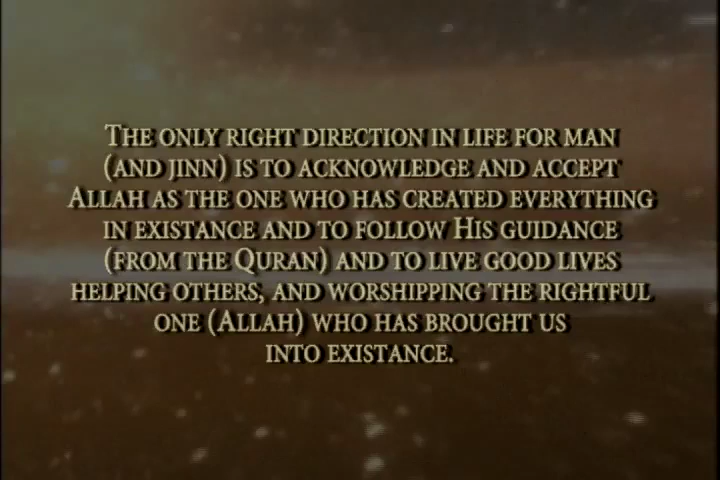 The only right direction in life for man
(and jinn) is to acknowledge and accept
Allah as the one who has created everything
in existance and to follow His guidance
(from the Quran) and to live good lives
helping others, and worshipping the rightful
one (Allah) who has brought us
into existance.